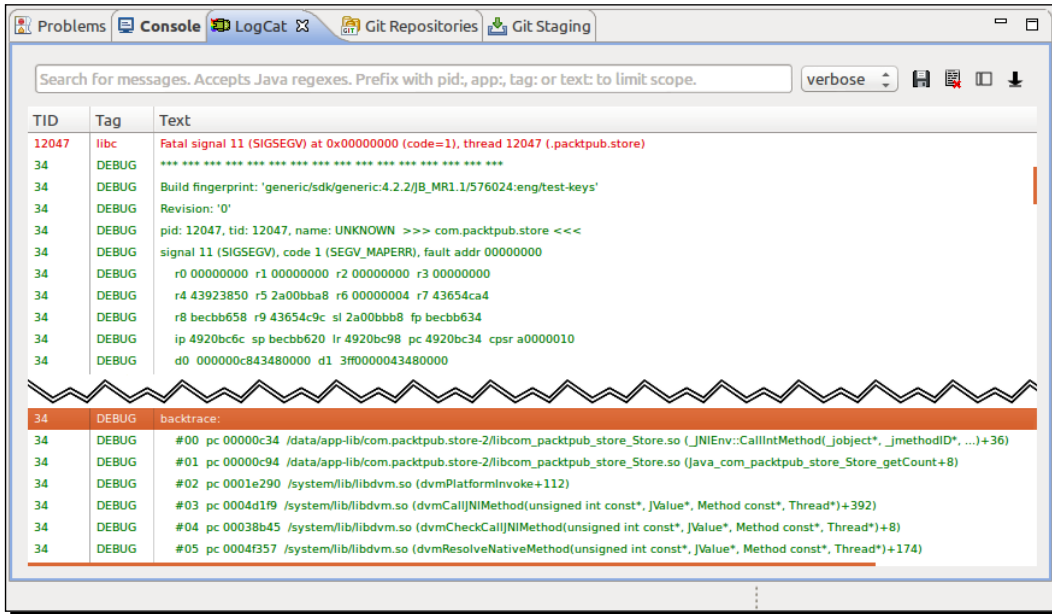 Problems Console LogCat Git Repositories Git Staging
Search for messages. Accepts Java regexes. Prefix with pid:, app:, tag: or text: to limit scope. verbose
TID Tag Text
12047 libc Fatal signal 11 (SIGSEGV) at 0x00000000 (code=1), thread 12047 (.packtpub.store)
34 DEBUG *** *** *** *** *** *** *** *** *** *** *** *** *** *** *** ***
34 DEBUG Build fingerprint: 'generic/sdk/generic:4.2.2/JB_MR1.1/576024:eng/test-keys'
34 DEBUG Revision: '0'
34 DEBUG pid: 12047, tid: 12047, name: UNKNOWN >>> com.packtpub.store <<<
34 DEBUG signal 11 (SIGSEGV), code 1 (SEGV_MAPERR), fault addr 00000000
34 DEBUG r0 00000000 r1 00000000 r2 00000000 r3 00000000
34 DEBUG r4 43923850 r5 2a00bba8 r6 00000004 r7 43654ca4
34 DEBUG r8 becbb658 r9 43654c9c sl 2a00bbb8 fp becbb634
34 DEBUG ip 4920bc6c sp becbb620 lr 4920bc98 pc 4920bc34 cpsr a0000010
34 DEBUG d0 000000c843480000 d1 3ff0000043480000
34 DEBUG backtrace:
34 DEBUG #00 pc 00000c34 /data/app-lib/com.packtpub.store-2/libcom_packtpub_store_Store.so (_JNIEnv::CallIntMethod(_jobject*, _jmethodID*, ...)+36)
34 DEBUG #01 pc 00000c94 /data/app-lib/com.packtpub.store-2/libcom_packtpub_store_Store.so (Java_com_packtpub_store_Store_getCount+8)
34 DEBUG #02 pc 0001e290 /system/lib/libdvm.so (dvmPlatformInvoke+112)
34 DEBUG #03 pc 0004d1f9 /system/lib/libdvm.so (dvmCallJNIMethod(unsigned int const*, JValue*, Method const*, Thread*)+392)
34 DEBUG #04 pc 00038b45 /system/lib/libdvm.so (dvmCheckCallJNIMethod(unsigned int const*, JValue*, Method const*, Thread*)+8)
34 DEBUG #05 pc 0004f357 /system/lib/libdvm.so (dvmResolveNativeMethod(unsigned int const*, JValue*, Method const*, Thread*)+174)